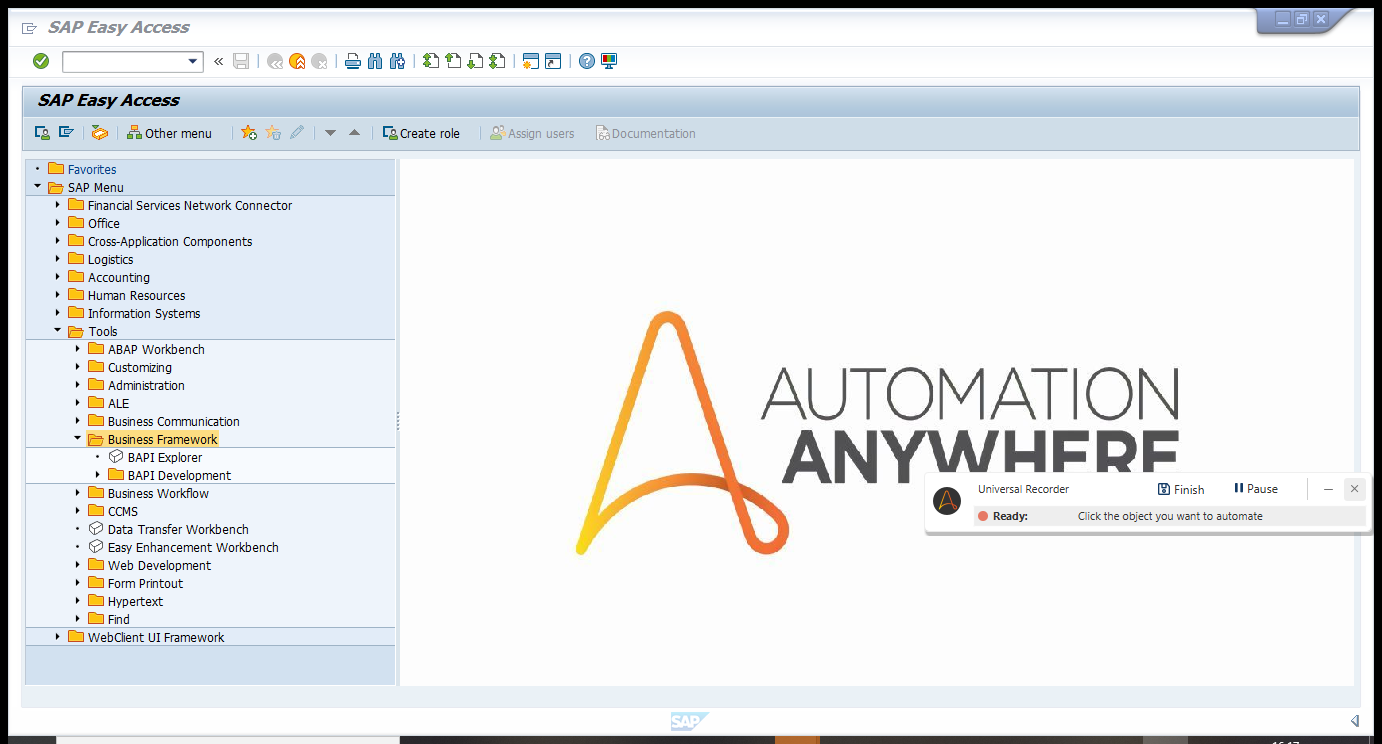 SAP Easy Access
SAP Easy Access
Other menu
Create role
Assign users
Documentation
Favorites
SAP Menu
Financial Services Network Connector
Office
Cross-Application Components
Logistics
Accounting
Human Resources
Information Systems
Tools
ABAP Workbench
Customizing
Administration
ALE
Business Communication
Business Framework
BAPI Explorer
BAPI Development
Business Workflow
CCMS
Data Transfer Workbench
Easy Enhancement Workbench
Web Development
Form Printout
Hypertext
Find
WebClient UI Framework
AUTOMATION
ANYWHERE
Universal Recorder
Finish
Pause
Ready:
Click the object you want to automate
SAP